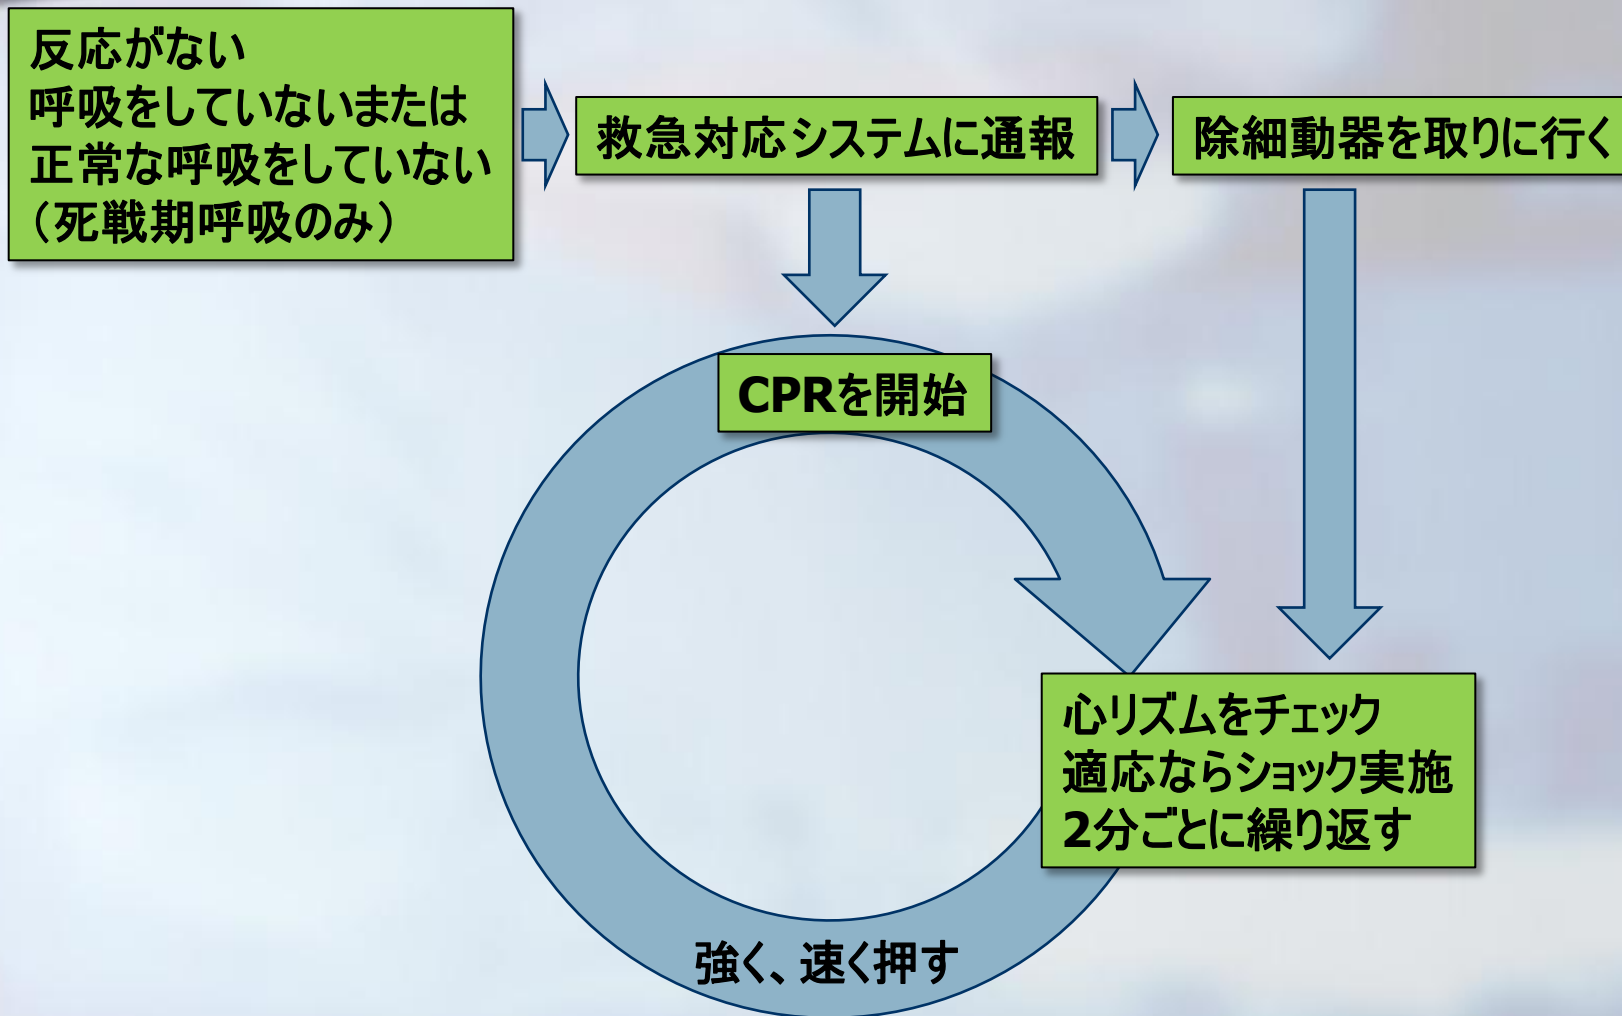 反応がない
呼吸をしていないまたは
正常な呼吸をしていない
（死戦期呼吸のみ）
救急対応システムに通報
除細動器を取りに行く
CPRを開始
心リズムをチェック
適応ならショック実施
2分ごとに繰り返す
強く、速く押す